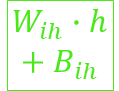 W_{ih} · h
+ B_{ih}